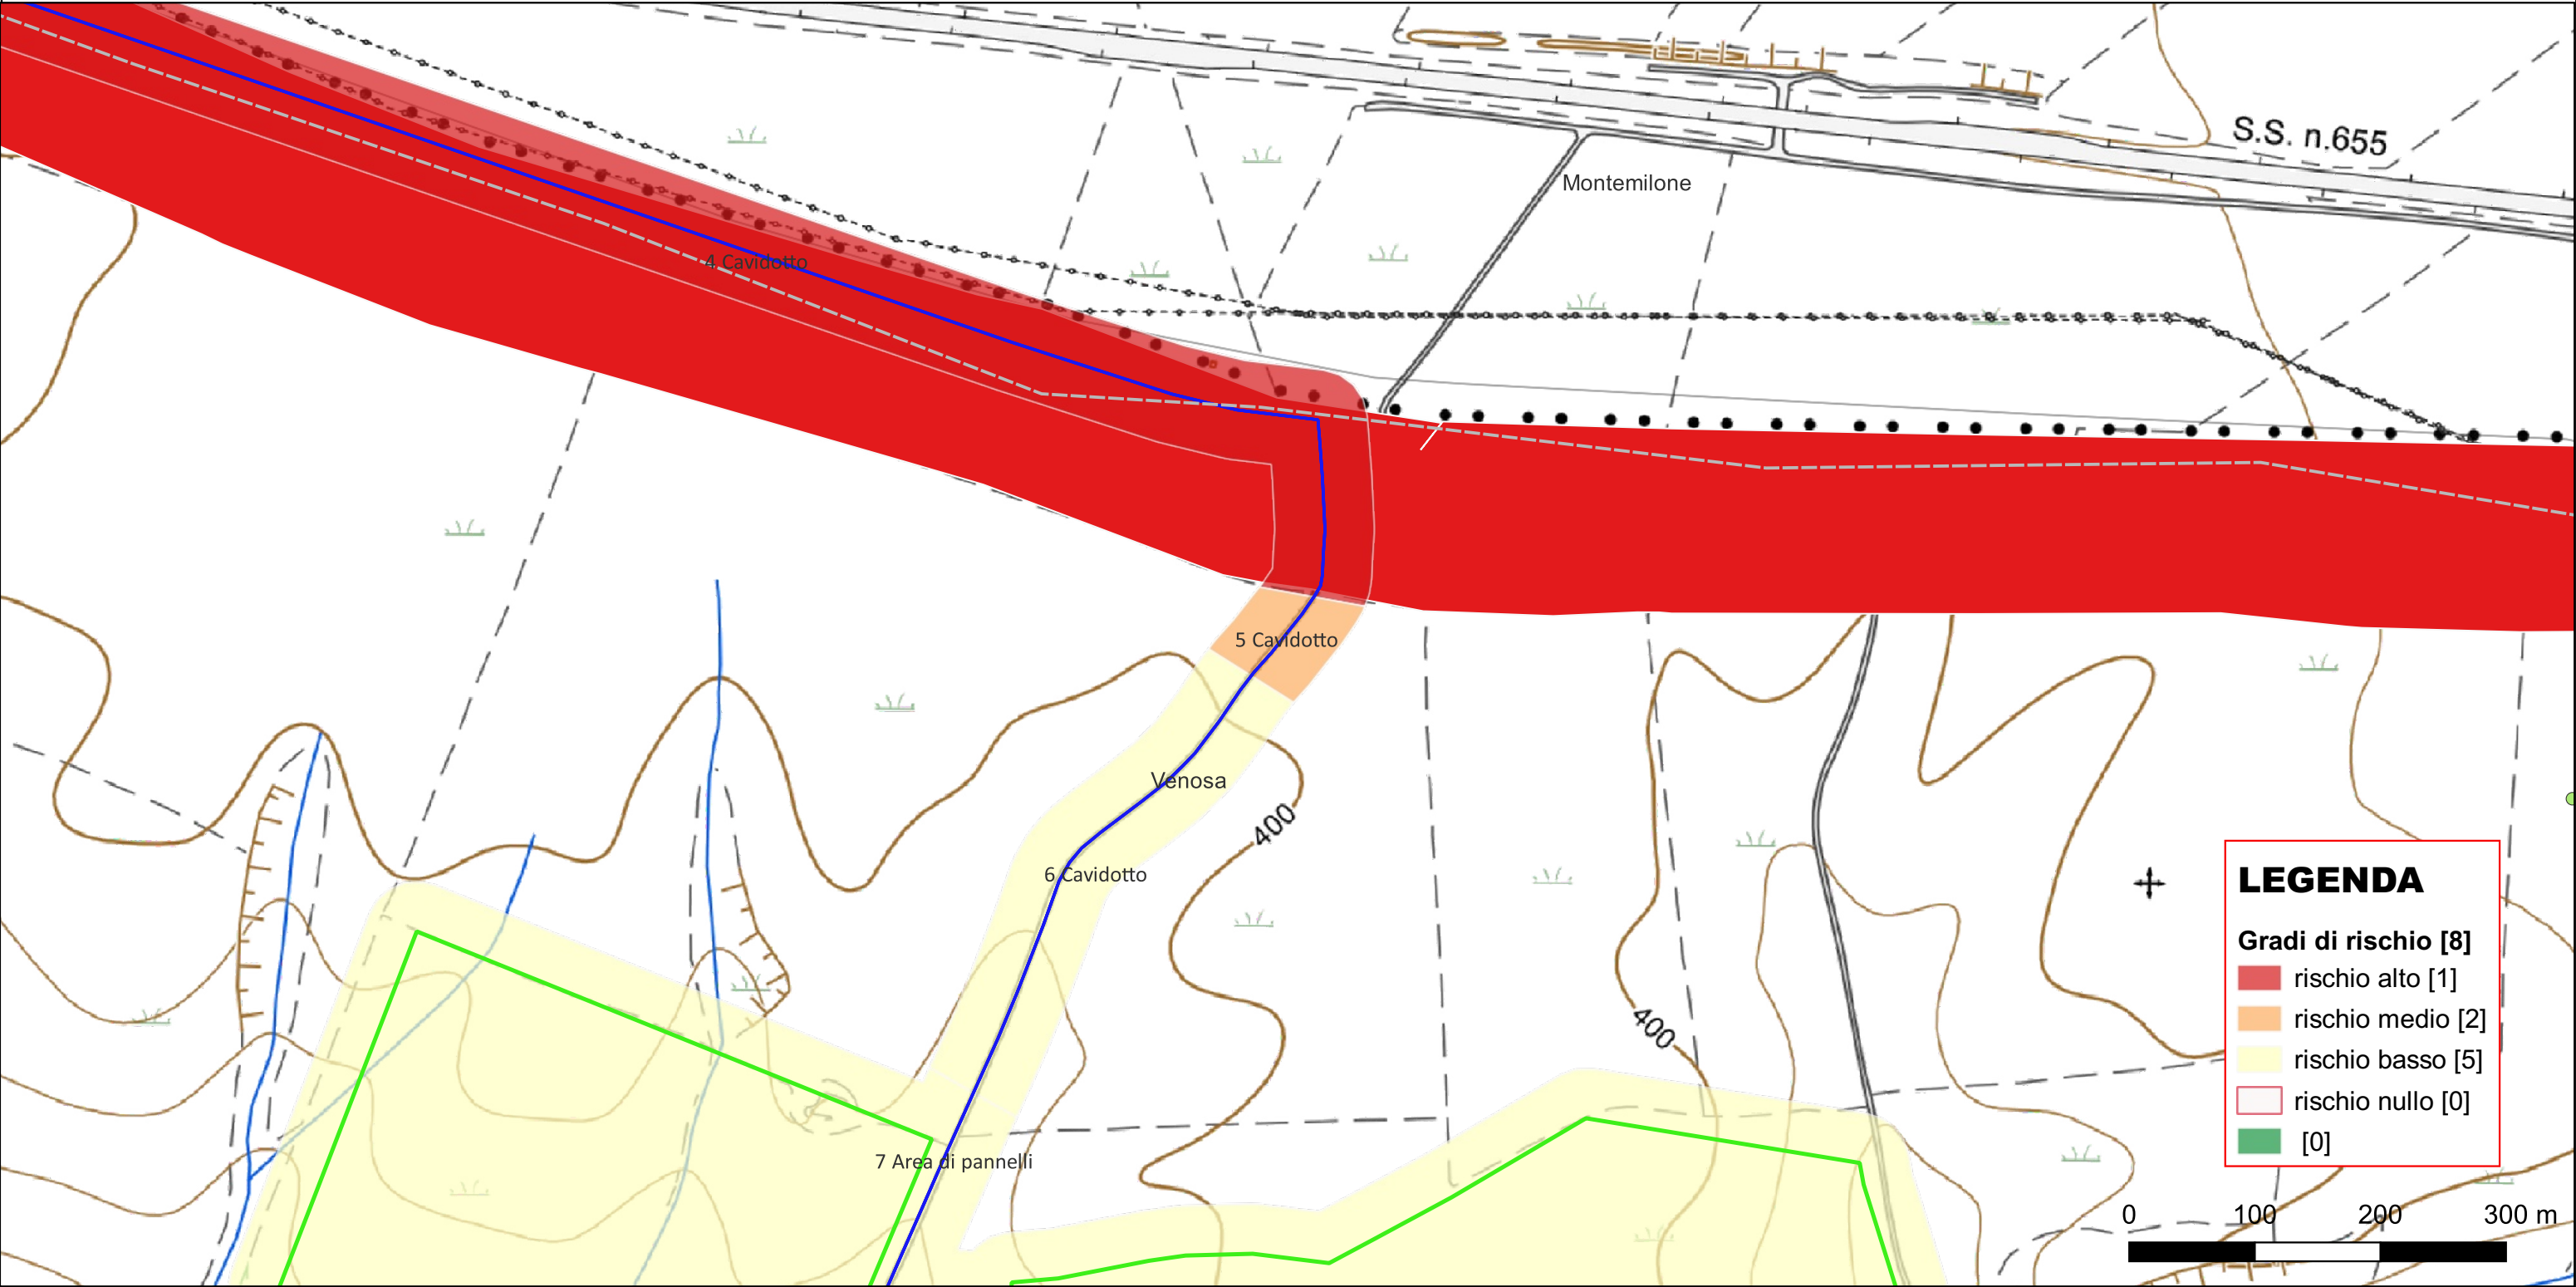 S.S. n.655
Montemilone
4 Cavidotto
5 Cavidotto
Venosa
400
6 Cavidotto
400
7 Area di pannelli
LEGENDA
Gradi di rischio [8]
rischio alto [1]
rischio medio [2]
rischio basso [5]
rischio nullo [0]
[0]
0 100 200 300 m